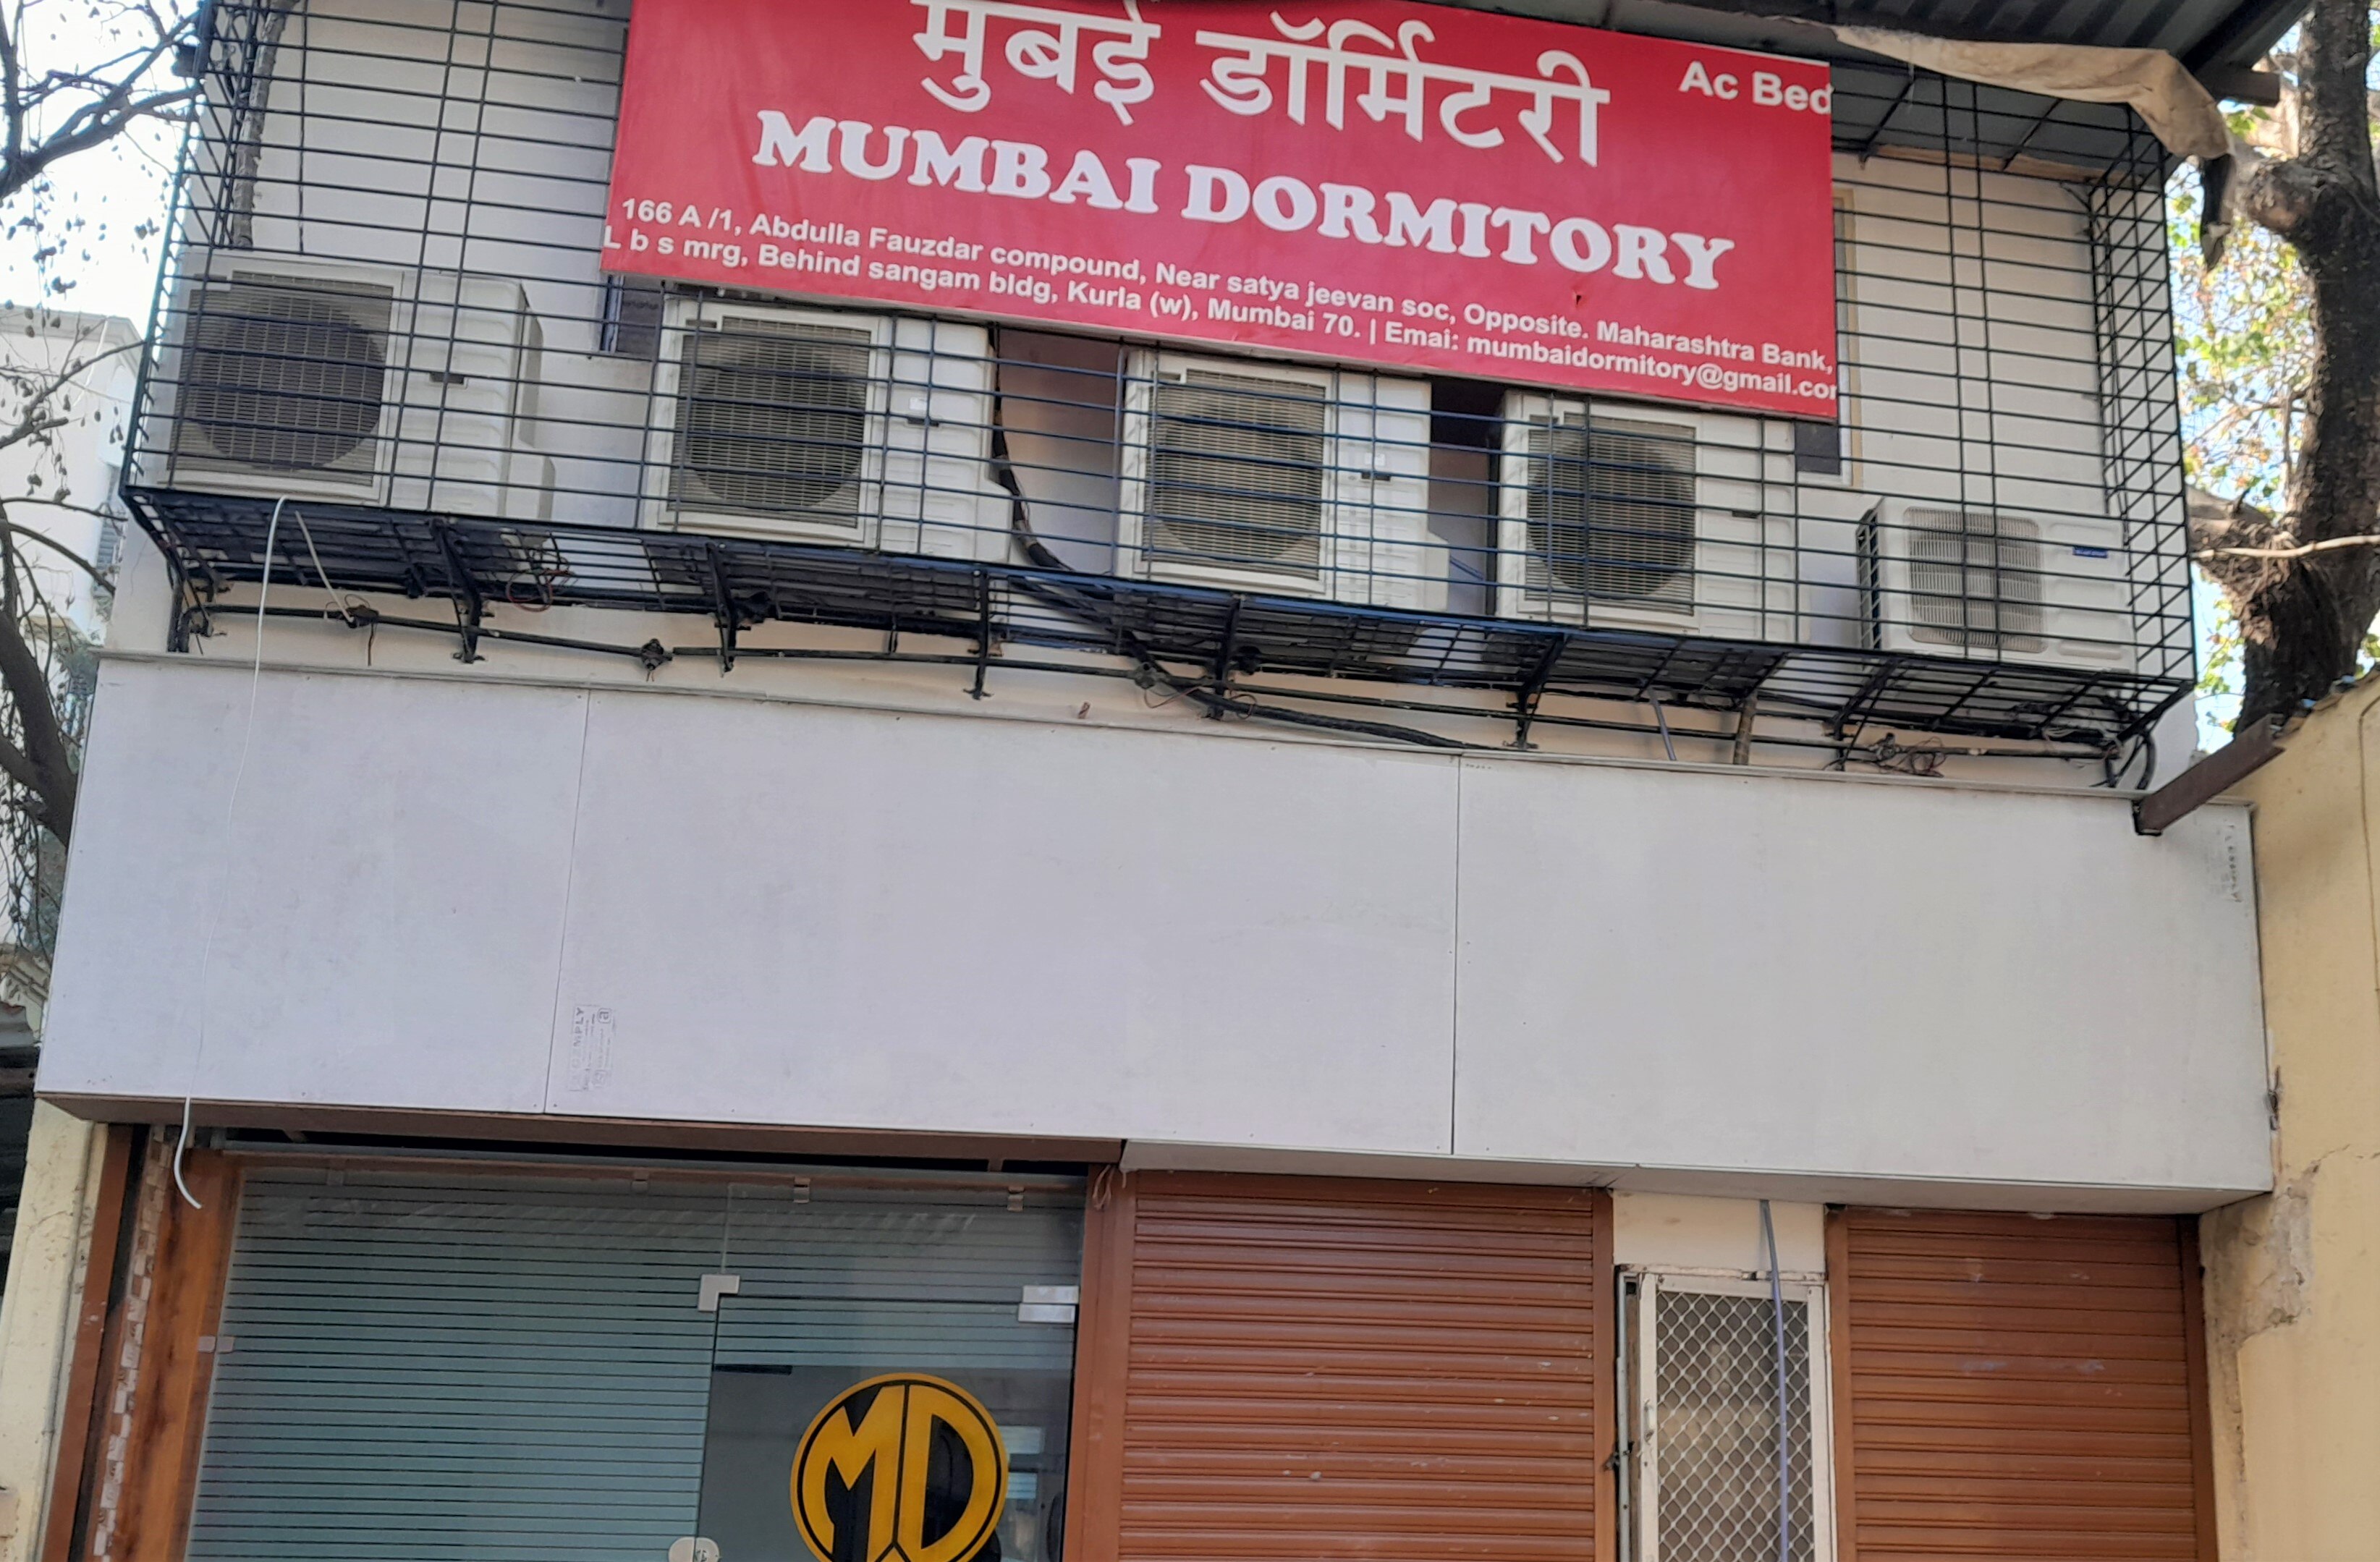 मुंबई डॉर्मिटरी
Ac Bed
MUMBAI DORMITORY
166 A /1, Abdulla Fauzdar compound, Near satya jeevan soc, Opposite. Maharashtra Bank,
L b s mrg, Behind sangam bldg, Kurla (w), Mumbai 70. | Emai: mumbaidormitory@gmail.com
MD